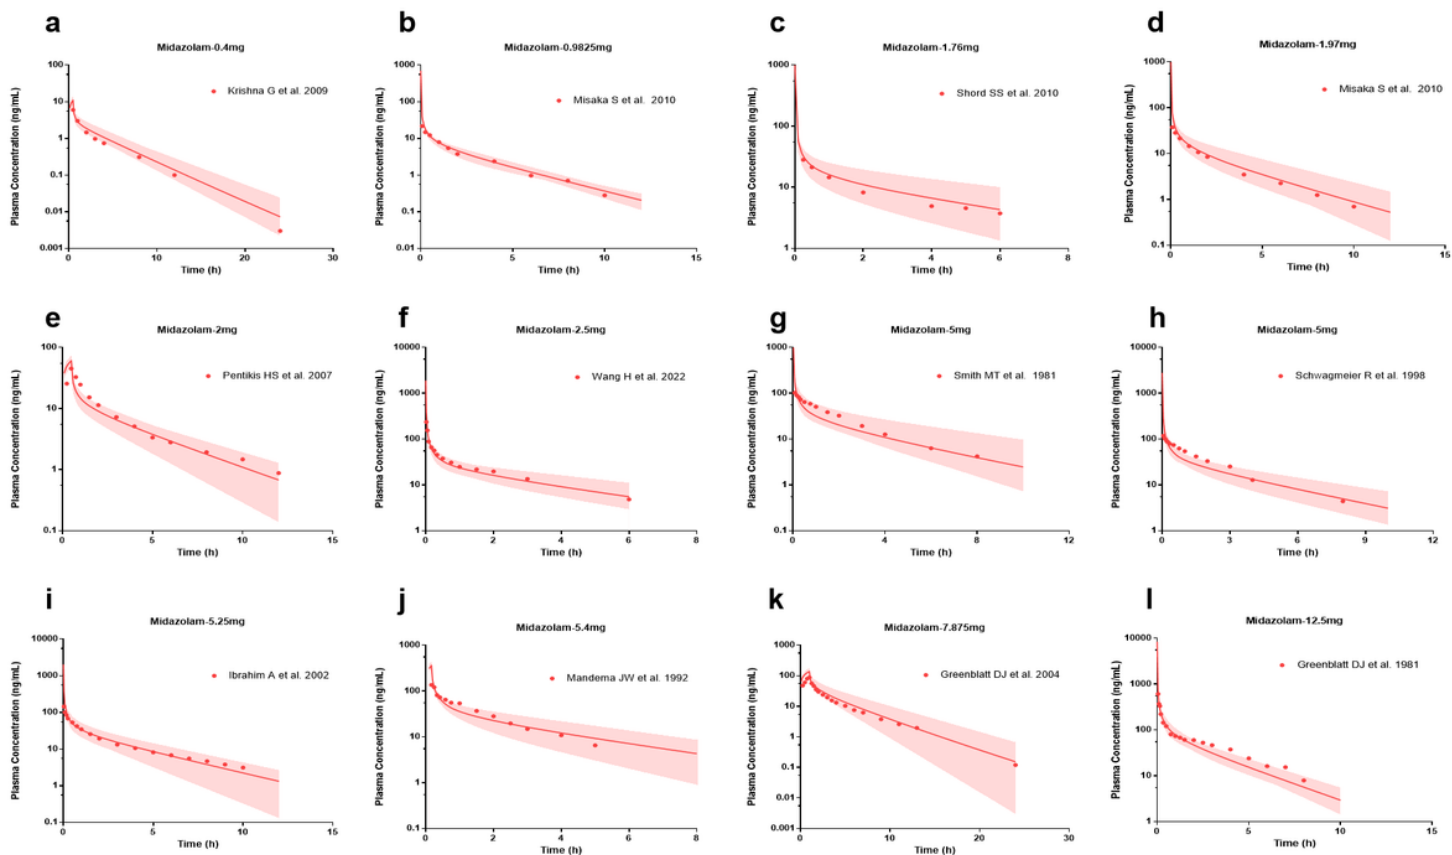 a
Midazolam-0.4mg
Plasma Concentration (ng/mL)
100
10
1
0.1
0.01
0.001
Krishna G et al. 2009
0 10 20 30
Time (h)
b
Midazolam-0.9825mg
Plasma Concentration (ng/mL)
1000
100
10
1
0.1
0.01
Misaka S et al. 2010
0 5 10 15
Time (h)
c
Midazolam-1.76mg
Plasma Concentration (ng/mL)
1000
100
10
1
Shord SS et al. 2010
0 2 4 6 8
Time (h)
d
Midazolam-1.97mg
Plasma Concentration (ng/mL)
1000
100
10
1
0.1
Misaka S et al. 2010
0 5 10 15
Time (h)
e
Midazolam-2mg
Plasma Concentration (ng/mL)
100
10
1
0.1
Pentikis HS et al. 2007
0 5 10 15
Time (h)
f
Midazolam-2.5mg
Plasma Concentration (ng/mL)
10000
1000
100
10
1
Wang H et al. 2022
0 2 4 6 8
Time (h)
g
Midazolam-5mg
Plasma Concentration (ng/mL)
1000
100
10
1
0.1
Smith MT et al. 1981
0 4 8 12
Time (h)
h
Midazolam-5mg
Plasma Concentration (ng/mL)
10000
1000
100
10
1
Schwagmeier R et al. 1998
0 3 6 9 12
Time (h)
i
Midazolam-5.25mg
Plasma Concentration (ng/mL)
10000
1000
100
10
1
0.1
Ibrahim A et al. 2002
0 5 10 15
Time (h)
j
Midazolam-5.4mg
Plasma Concentration (ng/mL)
1000
100
10
1
0.1
Mandema JW et al. 1992
0 2 4 6 8
Time (h)
k
Midazolam-7.875mg
Plasma Concentration (ng/mL)
1000
100
10
1
0.1
0.01
0.001
Greenblatt DJ et al. 2004
0 10 20 30
Time (h)
l
Midazolam-12.5mg
Plasma Concentration (ng/mL)
10000
1000
100
10
1
Greenblatt DJ et al. 1981
0 5 10 15
Time (h)